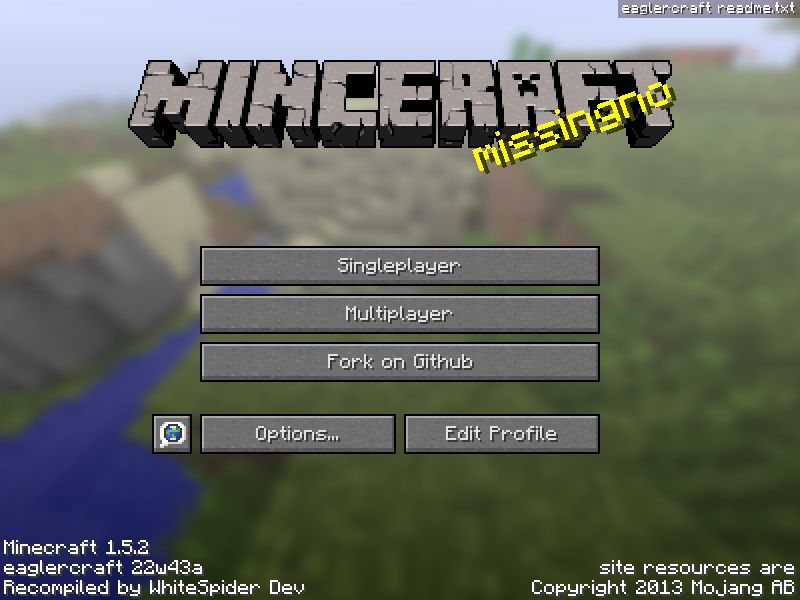 eaglercraft readme.txt
MINCERAFT
missingno
Singleplayer
Multiplayer
Fork on Github
Options...
Edit Profile
Minecraft 1.5.2
eaglercraft 22w43a
Recompiled by WhiteSpider Dev
site resources are
Copyright 2013 Mojang AB